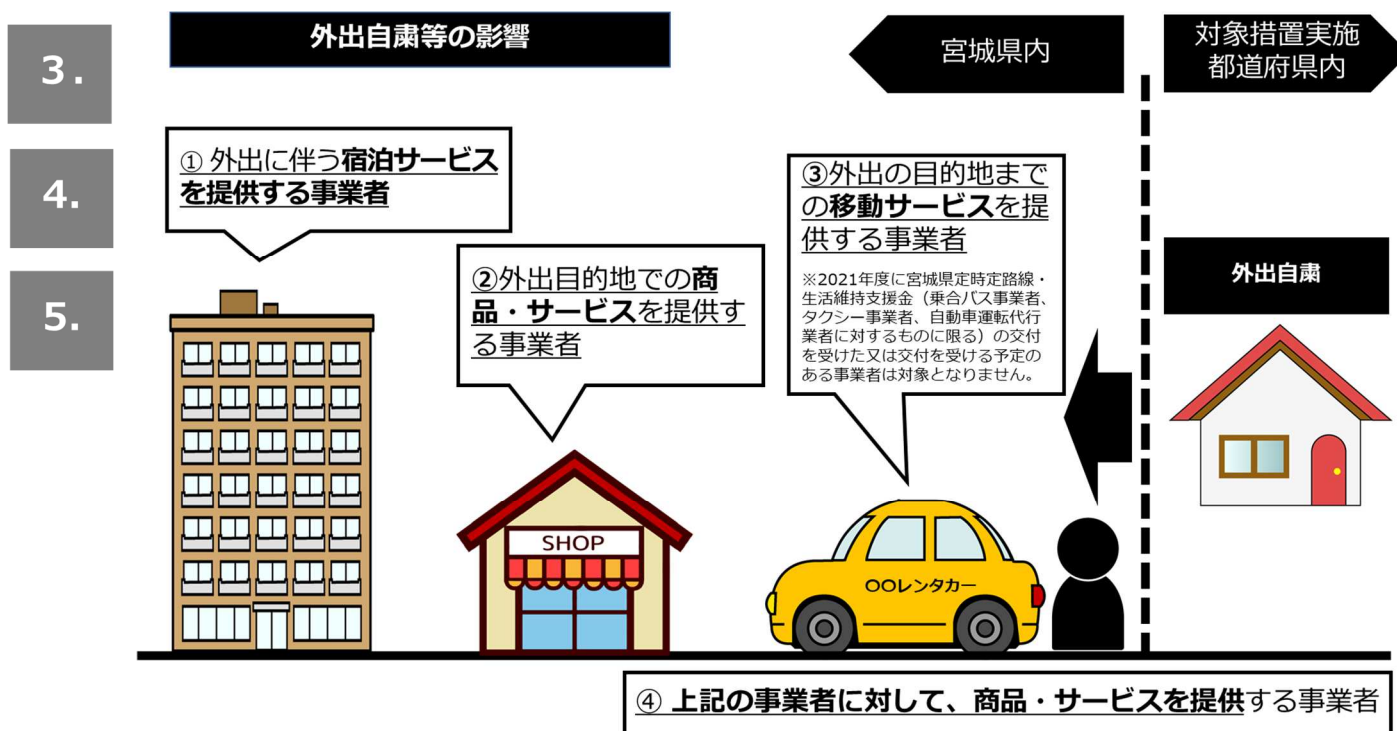 3.
4.
5.
外出自粛等の影響
宮城県内
対象措置実施
都道府県内
① 外出に伴う宿泊サービス
を提供する事業者
②外出目的地での商
品・サービスを提供す
る事業者
③外出の目的地まで
の移動サービスを提
供する事業者
※2021年度に宮城県定時定路線・
生活維持支援金（乗合バス事業者、
タクシー事業者、自動車運転代行
業者に対するものに限る）の交付
を受けた又は交付を受ける予定の
ある事業者は対象となりません。
外出自粛
SHOP
〇〇レンタカー
④ 上記の事業者に対して、商品・サービスを提供する事業者